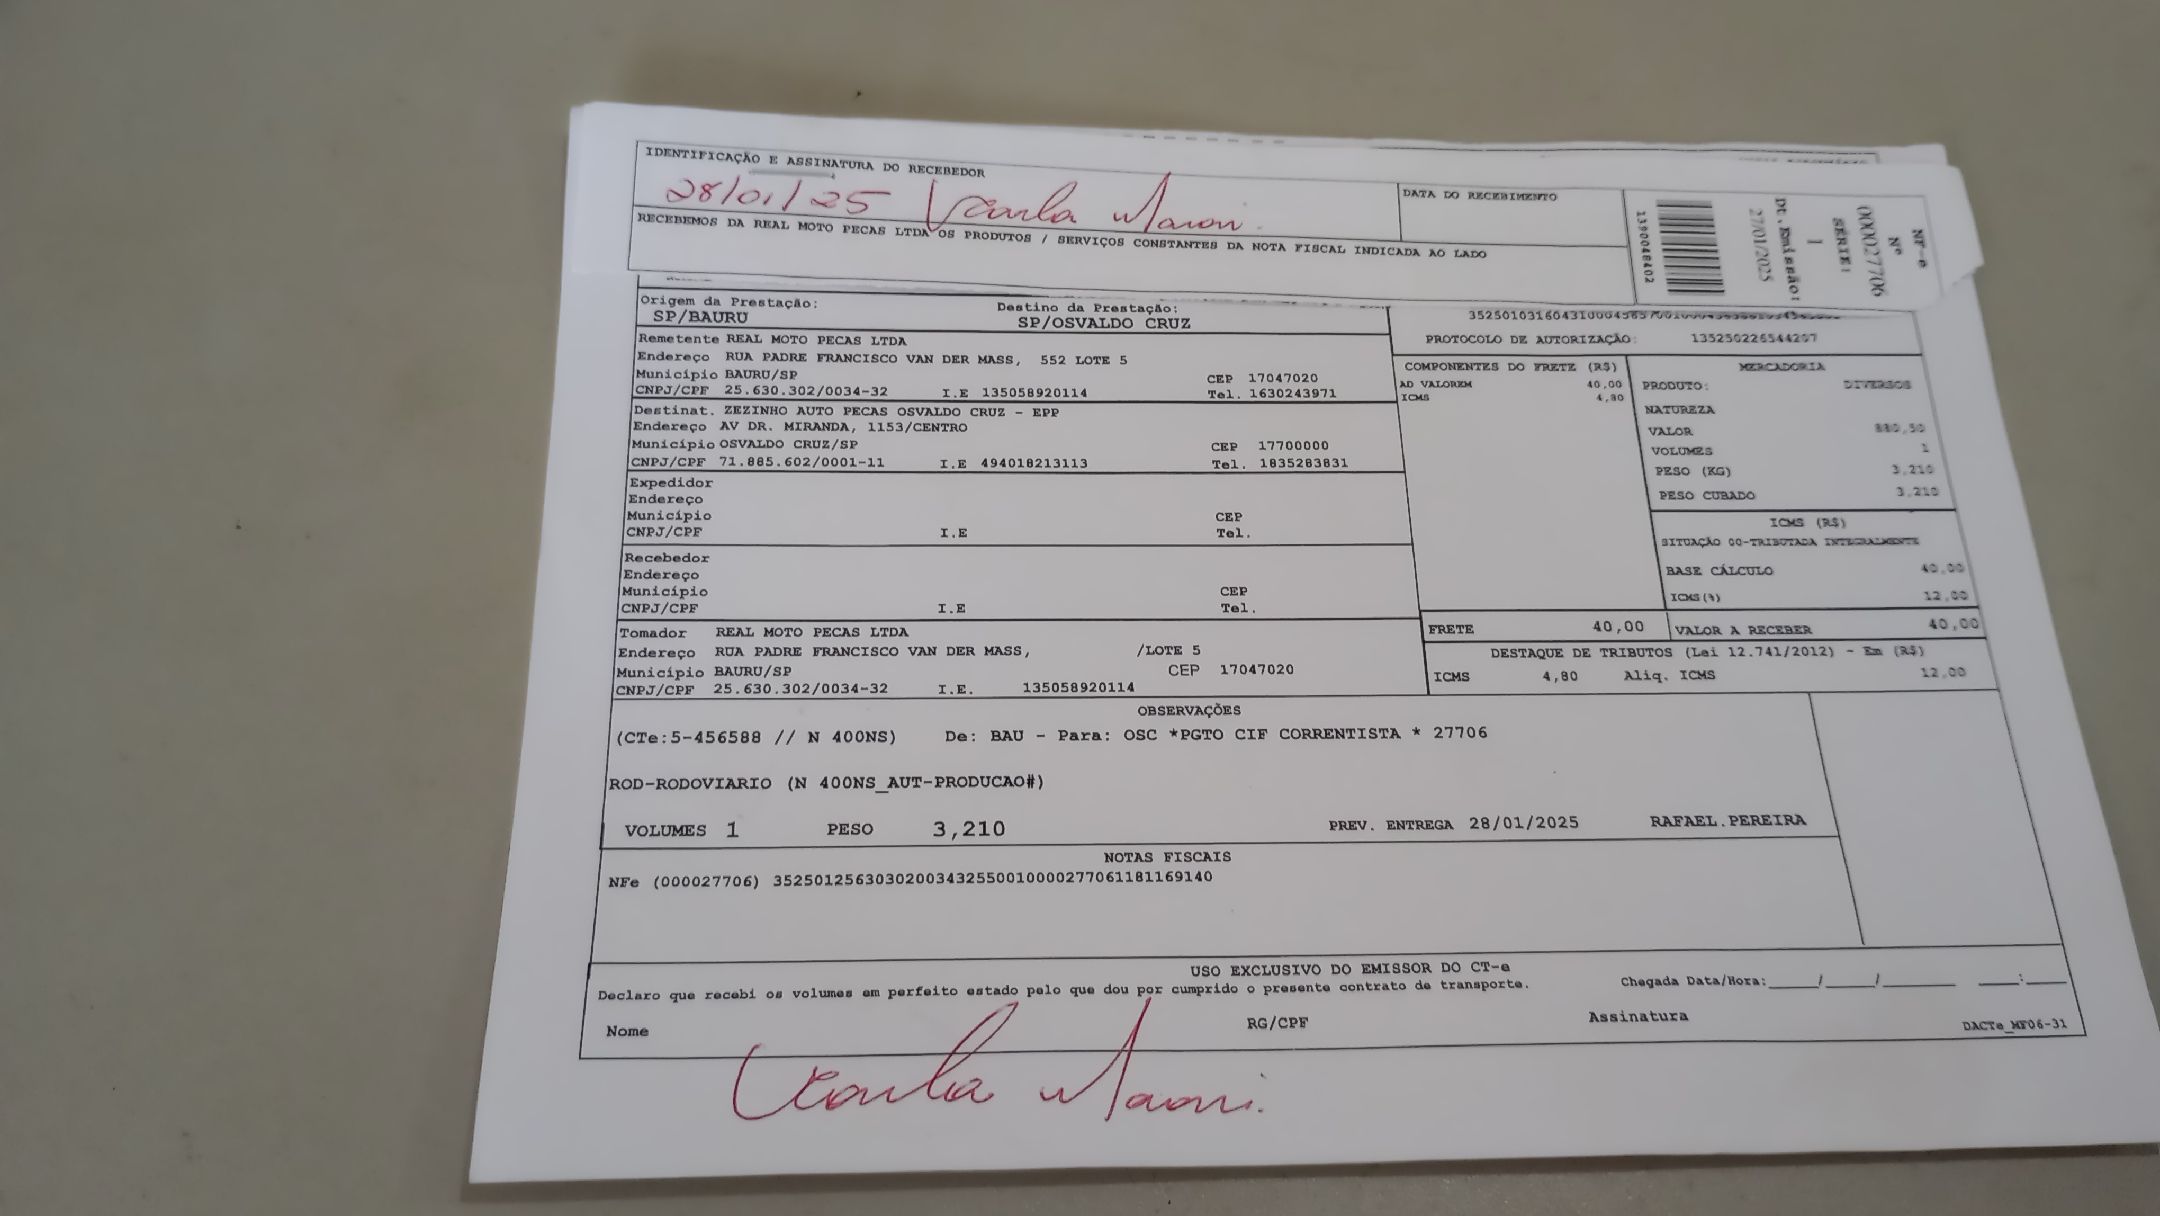 IDENTIFICAÇÃO E ASSINATURA DO RECEBEDOR
28/01/25
DATA DO RECEBIMENTO
RECEBEMOS DA REAL MOTO PECAS LTDA OS PRODUTOS / SERVIÇOS CONSTANTES DA NOTA FISCAL INDICADA AO LADO
NF-e
Nº
000027706
SÉRIE:
1
Dt.Emissão:
27/01/2025
1390048402
Origem da Prestação: Destino da Prestação:
SP/BAURU SP/OSVALDO CRUZ
PROTOCOLO DE AUTORIZAÇÃO: 135250226544207
Remetente REAL MOTO PECAS LTDA
Endereço RUA PADRE FRANCISCO VAN DER MASS, 552 LOTE 5
Município BAURU/SP CEP 17047020
CNPJ/CPF 25.630.302/0034-32 I.E 135058920114 Tel. 1630243971
Destinat. ZEZINHO AUTO PECAS OSVALDO CRUZ - EPP
Endereço AV DR. MIRANDA, 1153/CENTRO
Município OSVALDO CRUZ/SP CEP 17700000
CNPJ/CPF 71.885.602/0001-11 I.E 494018213113 Tel. 1835283831
Expedidor
Endereço
Município CEP
CNPJ/CPF I.E Tel.
Recebedor
Endereço
Município CEP
CNPJ/CPF I.E Tel.
Tomador REAL MOTO PECAS LTDA
Endereço RUA PADRE FRANCISCO VAN DER MASS, /LOTE 5
Município BAURU/SP CEP 17047020
CNPJ/CPF 25.630.302/0034-32 I.E. 135058920114
COMPONENTES DO FRETE (R$)
AD VALOREM 40,00
ICMS 4,80
MERCADORIA
PRODUTO: DIVERSOS
NATUREZA
VALOR 880,50
VOLUMES 1
PESO (KG) 3,210
PESO CUBADO 3,210
ICMS (R$)
SITUAÇÃO 00-TRIBUTADA INTEGRALMENTE
BASE CÁLCULO 40,00
ICMS(%) 12,00
FRETE 40,00 VALOR A RECEBER 40,00
DESTAQUE DE TRIBUTOS (Lei 12.741/2012) - Em (R$)
ICMS 4,80 Aliq. ICMS 12,00
OBSERVAÇÕES
(CTe:5-456588 // N 400NS) De: BAU - Para: OSC *PGTO CIF CORRENTISTA * 27706
ROD-RODOVIARIO (N 400NS_AUT-PRODUCAO#)
VOLUMES 1 PESO 3,210 PREV. ENTREGA 28/01/2025 RAFAEL.PEREIRA
NOTAS FISCAIS
NFe (000027706) 35250125630302003432550010000277061181169140
USO EXCLUSIVO DO EMISSOR DO CT-e
Declaro que recebi os volumes em perfeito estado pelo que dou por cumprido o presente contrato de transporte. Chegada Data/Hora:____/____/______ ____:____
Nome RG/CPF Assinatura DACTe_MF06-31